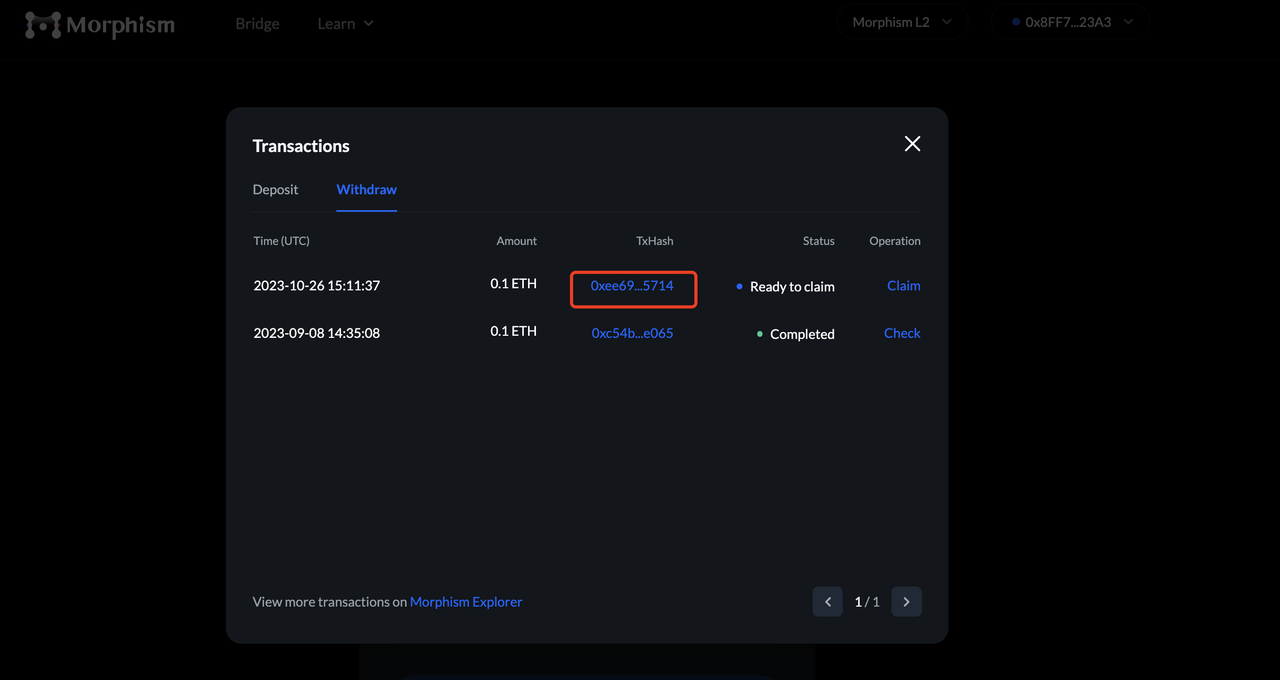 Morphism Bridge Learn Morphism L2 0x8FF7...23A3
Transactions
Deposit Withdraw
Time (UTC) Amount TxHash Status Operation
2023-10-26 15:11:37 0.1 ETH 0xee69...5714 Ready to claim Claim
2023-09-08 14:35:08 0.1 ETH 0xc54b...e065 Completed Check
View more transactions on Morphism Explorer 1 / 1